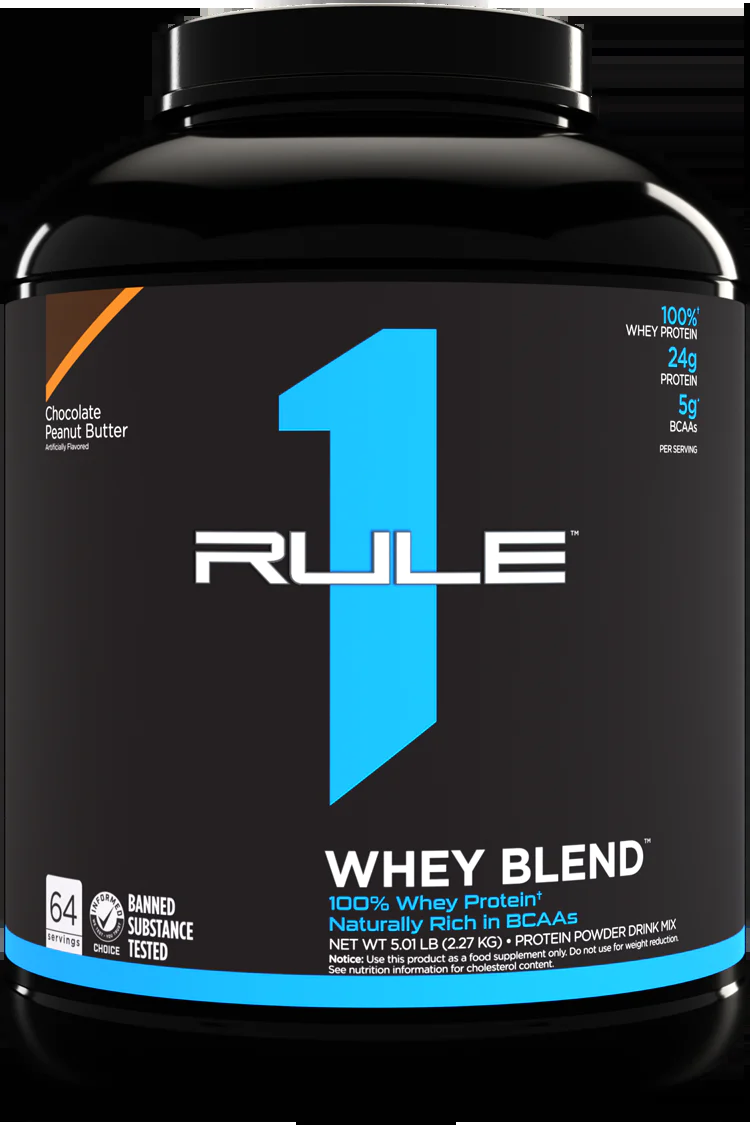 Chocolate
Peanut Butter
Artificially Flavored
100%†
WHEY PROTEIN
24g
PROTEIN
5g*
BCAAs
PER SERVING
1
RULE™
WHEY BLEND™
100% Whey Protein†
Naturally Rich in BCAAs
NET WT 5.01 LB (2.27 KG) • PROTEIN POWDER DRINK MIX
Notice: Use this product as a food supplement only. Do not use for weight reduction.
See nutrition information for cholesterol content.
64
servings
INFORMED
CHOICE
BANNED
SUBSTANCE
TESTED